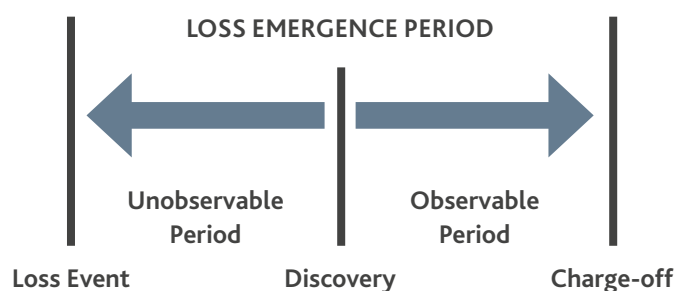 LOSS EMERGENCE PERIOD
Unobservable
Period
Observable
Period
Loss Event
Discovery
Charge-off